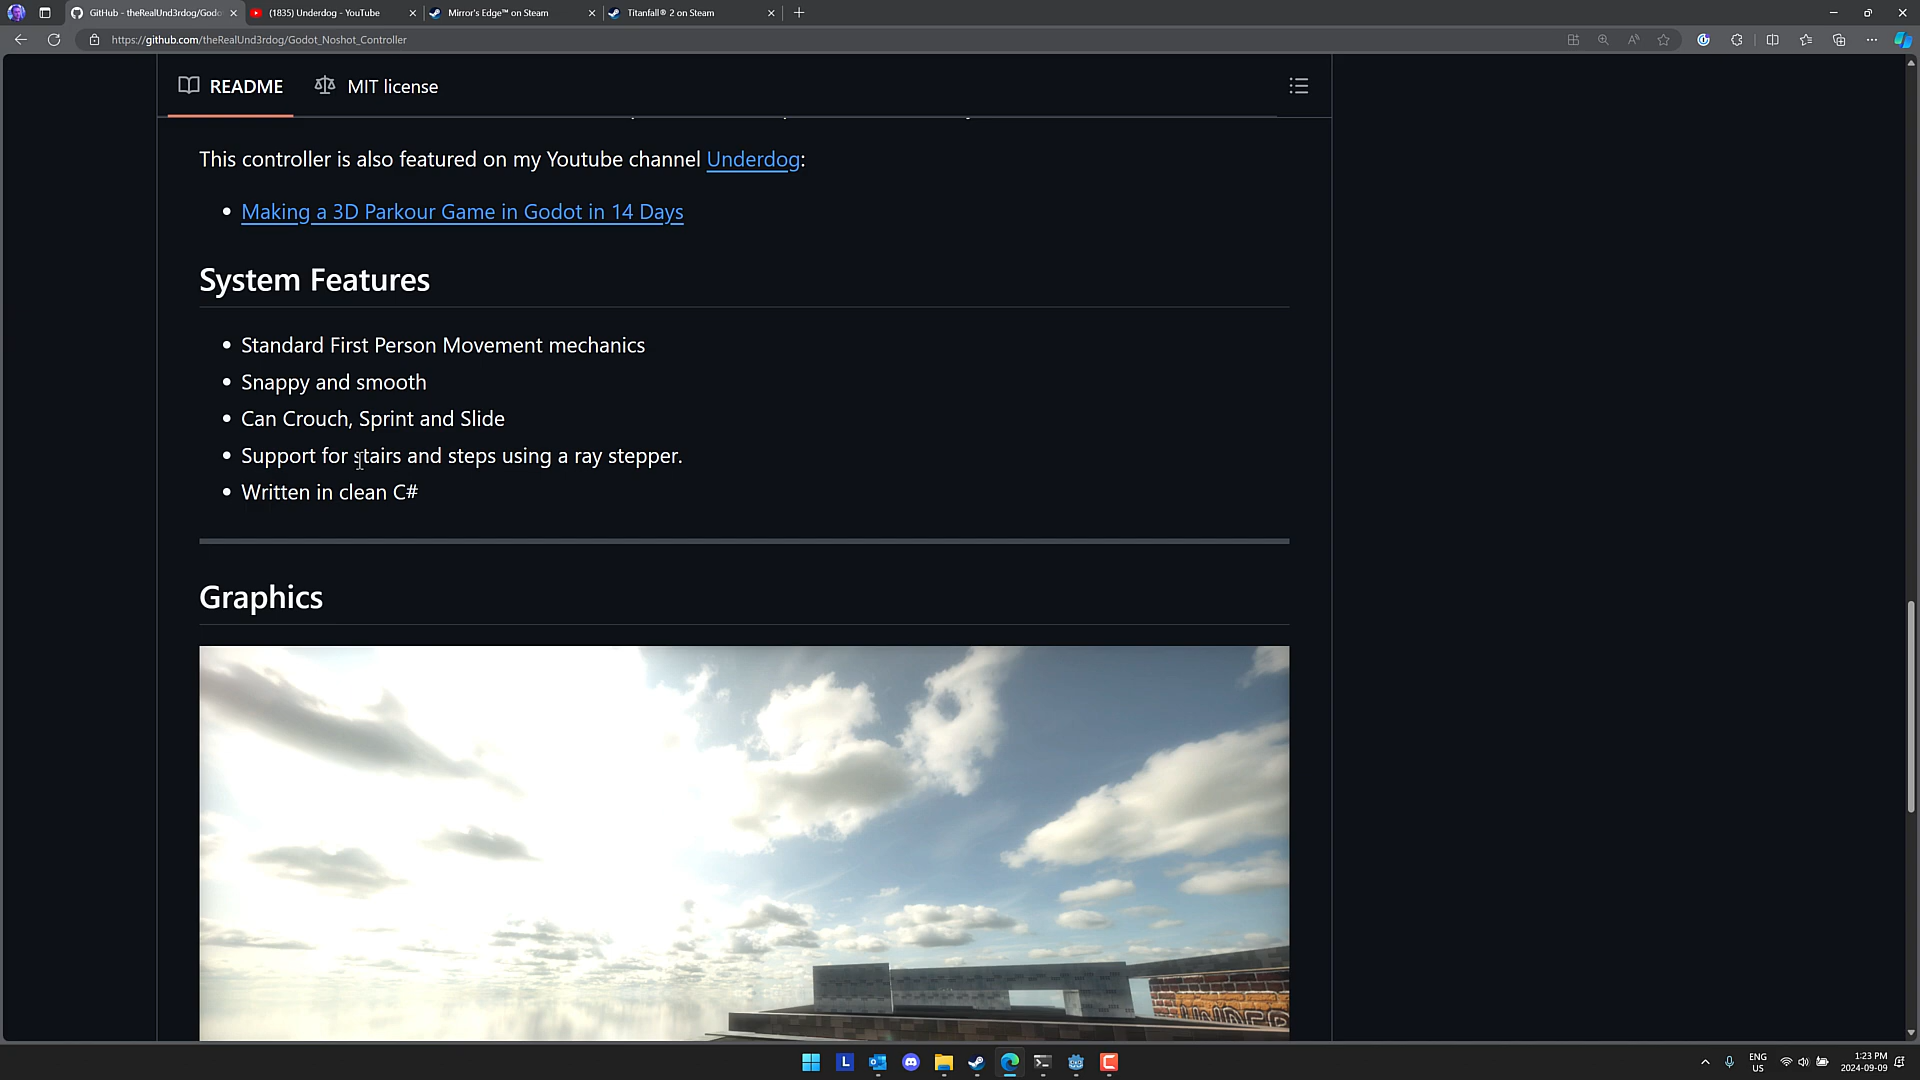 GitHub - theRealUnd3rdog/Godo
(1835) Underdog - YouTube
Mirror's Edge™ on Steam
Titanfall® 2 on Steam
https://github.com/theRealUnd3rdog/Godot_Noshot_Controller
README
MIT license
This controller is also featured on my Youtube channel Underdog:
Making a 3D Parkour Game in Godot in 14 Days
System Features
Standard First Person Movement mechanics
Snappy and smooth
Can Crouch, Sprint and Slide
Support for stairs and steps using a ray stepper.
Written in clean C#
Graphics
UNDER
ENG
US
1:23 PM
2024-09-09